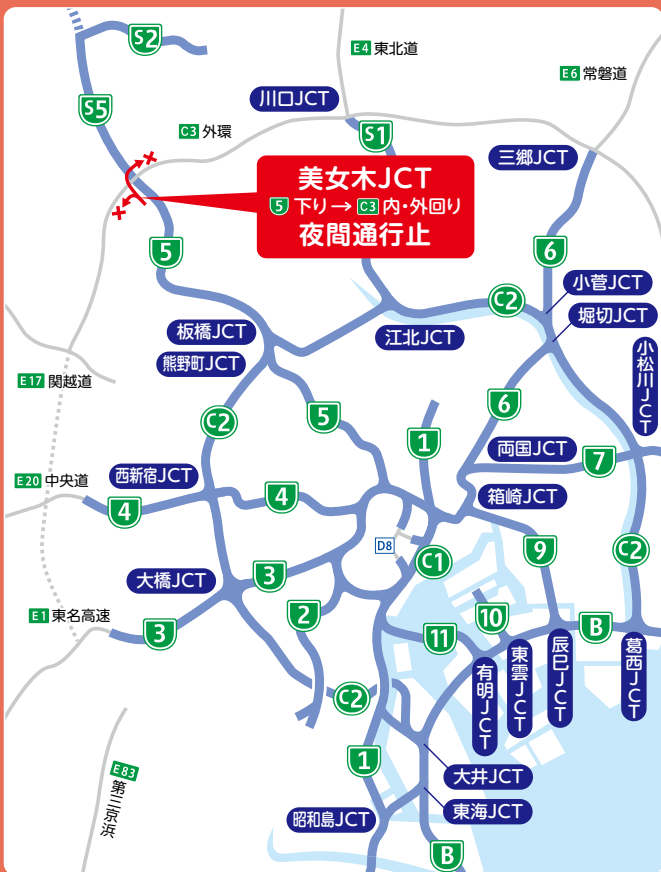 S2
E4 東北道
E6 常磐道
川口JCT
S5
C3 外環
S1
三郷JCT
美女木JCT
5 下り→ C3 内・外回り
夜間通行止
5
6
小菅JCT
C2
堀切JCT
板橋JCT
江北JCT
熊野町JCT
小松川JCT
E17 関越道
6
5
C2
1
両国JCT
7
西新宿JCT
E20 中央道
箱崎JCT
4
4
D8
9
C2
C1
大橋JCT
3
2
10
E1 東名高速
3
11
B
有明JCT
東雲JCT
辰巳JCT
葛西JCT
C2
1
大井JCT
E83 第三京浜
昭和島JCT
東海JCT
B